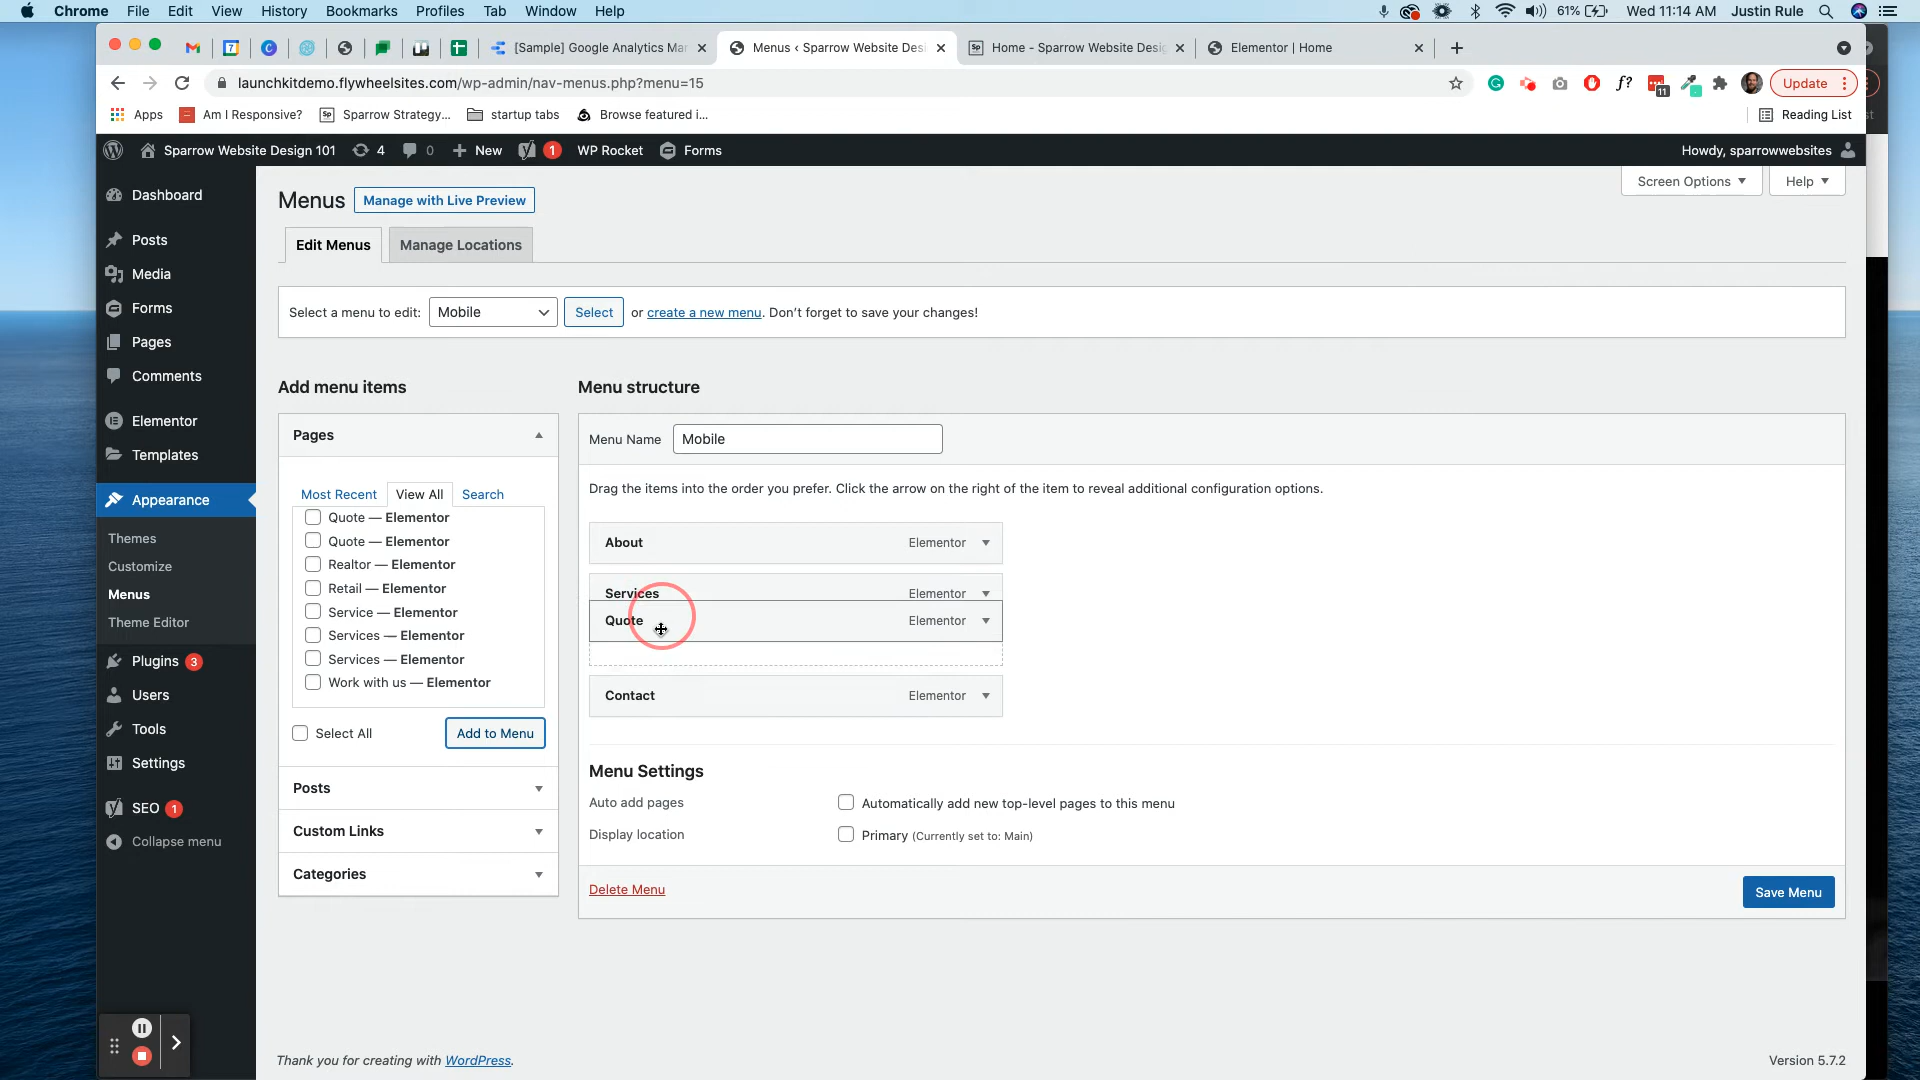 Chrome File Edit View History Bookmarks Profiles Tab Window Help
61% Wed 11:14 AM Justin Rule
[Sample] Google Analytics Mar
Menus ‹ Sparrow Website Desi
Home - Sparrow Website Desig
Elementor | Home
launchkitdemo.flywheelsites.com/wp-admin/nav-menus.php?menu=15
f?
11
Update
Apps
Am I Responsive?
Sparrow Strategy...
startup tabs
Browse featured i...
Reading List
Sparrow Website Design 101
4
0
New
1
WP Rocket
Forms
Howdy, sparrowwebsites
Dashboard
Posts
Media
Forms
Pages
Comments
Elementor
Templates
Appearance
Themes
Customize
Menus
Theme Editor
Plugins 3
Users
Tools
Settings
SEO 1
Collapse menu
Menus
Manage with Live Preview
Screen Options
Help
Edit Menus
Manage Locations
Select a menu to edit: Mobile Select or create a new menu. Don’t forget to save your changes!
Add menu items
Pages
Most Recent View All Search
Quote — Elementor
Quote — Elementor
Realtor — Elementor
Retail — Elementor
Service — Elementor
Services — Elementor
Services — Elementor
Work with us — Elementor
Select All
Add to Menu
Posts
Custom Links
Categories
Menu structure
Menu Name Mobile
Drag the items into the order you prefer. Click the arrow on the right of the item to reveal additional configuration options.
About Elementor
Services Elementor
Quote Elementor
Contact Elementor
Menu Settings
Auto add pages
Automatically add new top-level pages to this menu
Display location
Primary (Currently set to: Main)
Delete Menu
Save Menu
Thank you for creating with WordPress.
Version 5.7.2